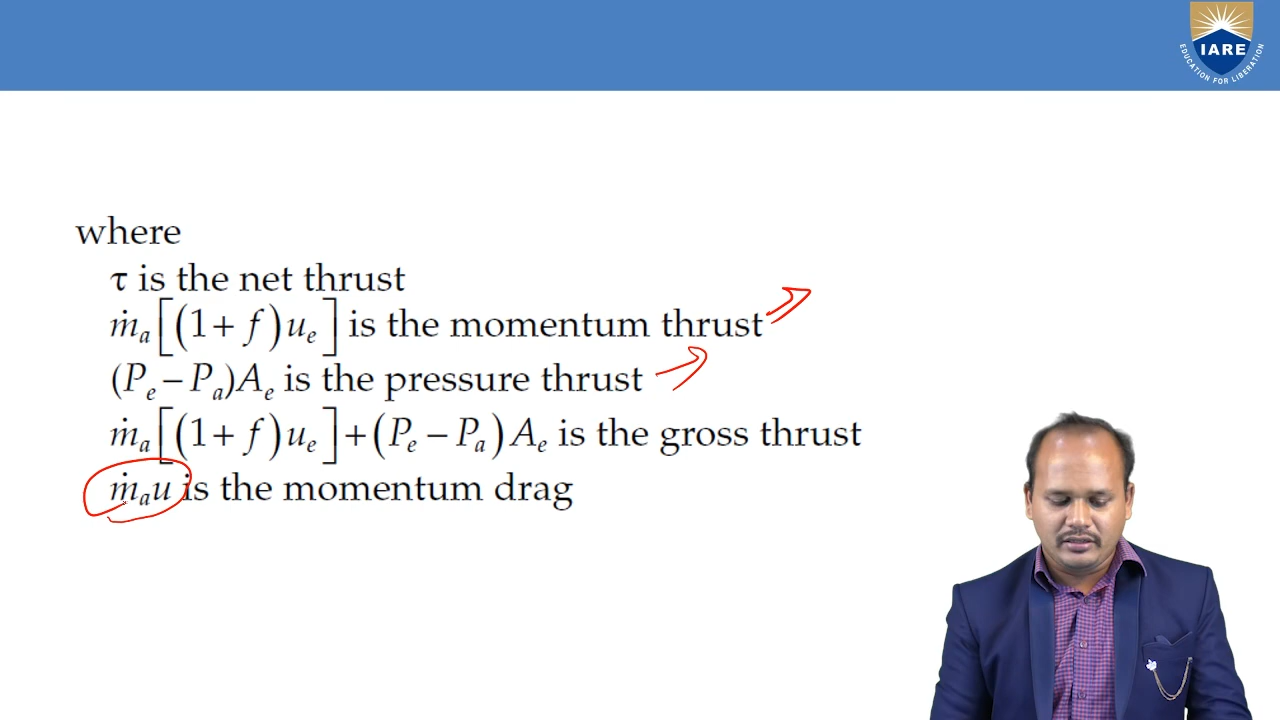 IARE
EDUCATION FOR LIBERATION
where
τ is the net thrust
ṁₐ[(1+ f)uₑ] is the momentum thrust
(Pₑ – Pₐ)Aₑ is the pressure thrust
ṁₐ[(1+ f)uₑ]+(Pₑ – Pₐ)Aₑ is the gross thrust
ṁₐu is the momentum drag